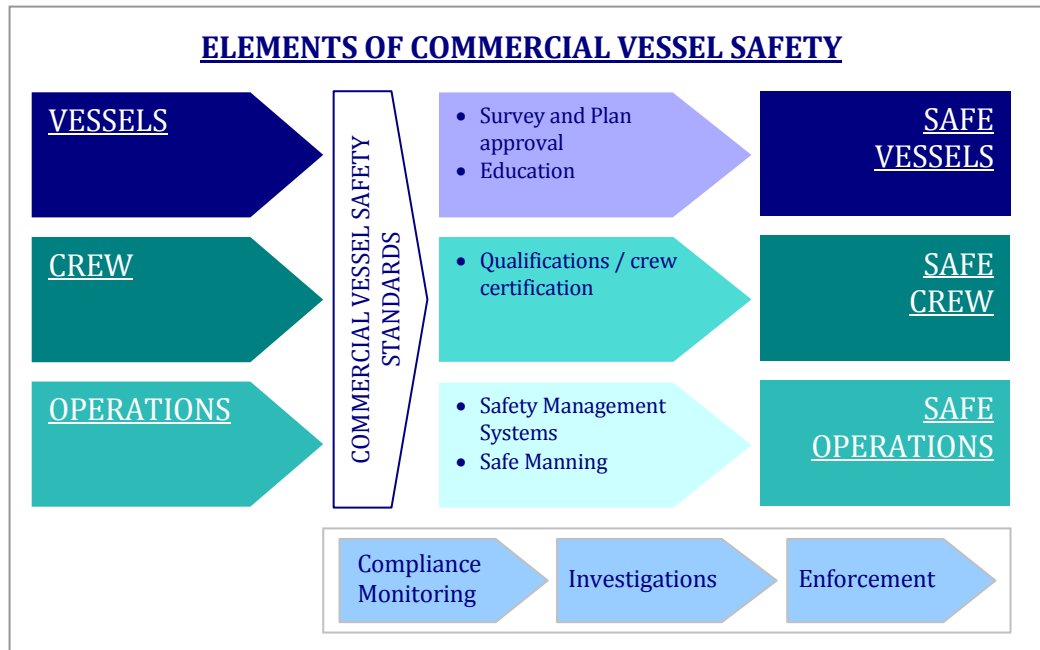 ELEMENTS OF COMMERCIAL VESSEL SAFETY
VESSELS
COMMERCIAL VESSEL SAFETY
STANDARDS
• Survey and Plan
approval
• Education
SAFE
VESSELS
CREW
• Qualifications / crew
certification
SAFE
CREW
OPERATIONS
• Safety Management
Systems
• Safe Manning
SAFE
OPERATIONS
Compliance
Monitoring
Investigations
Enforcement